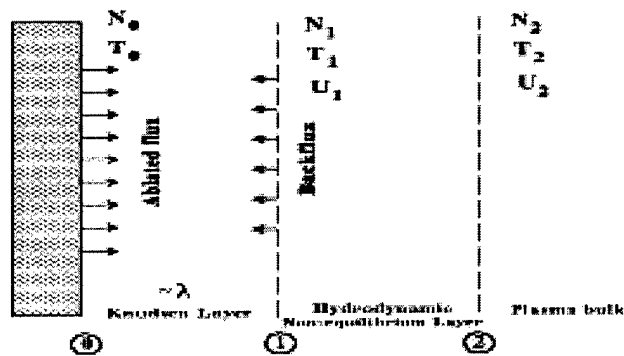 N₀
T₀
N₁
T₁
U₁
N₂
T₂
U₂
Ablated flux
Backflux
~λ
Knudsen Layer
Hydrodynamic
Nonequilibrium Layer
Plasma bulk
0
1
2